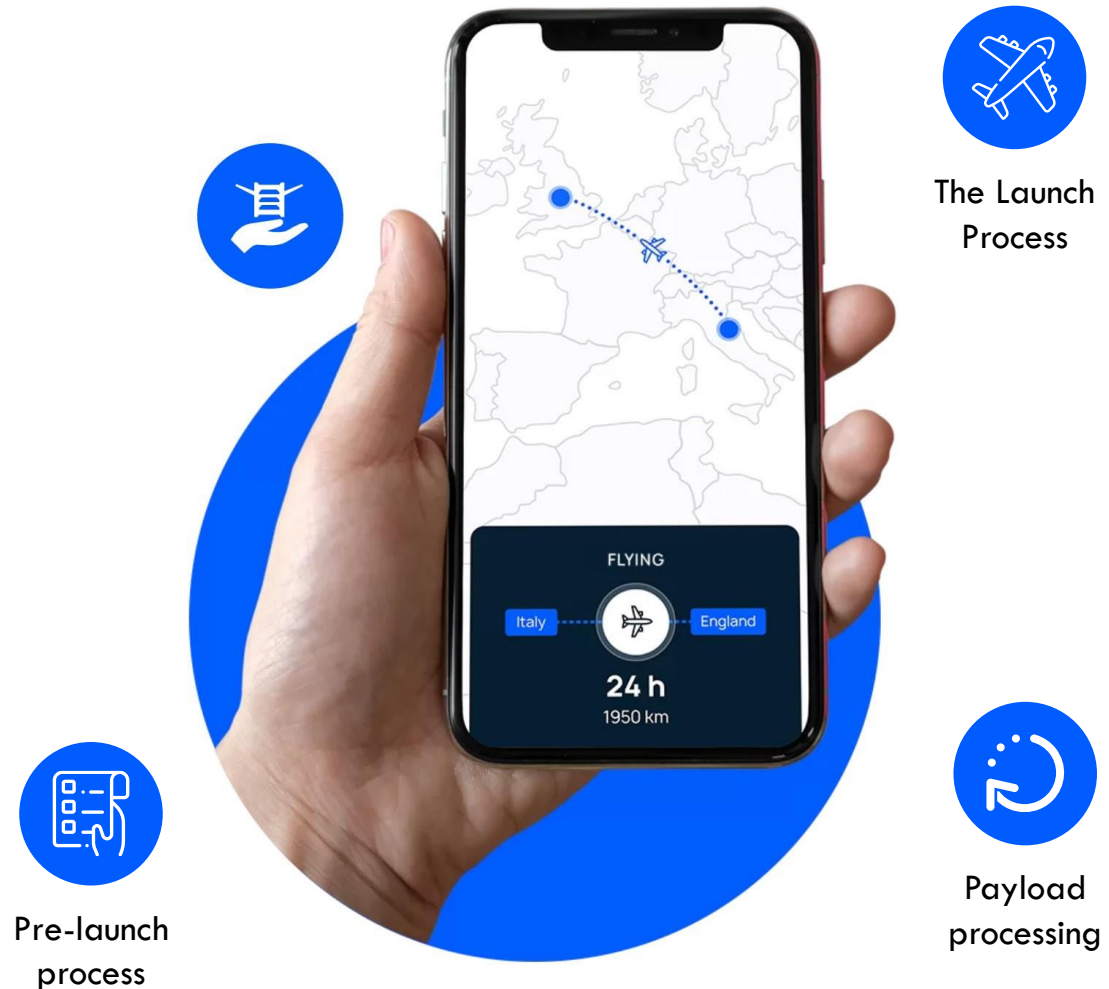 The Launch
Process
FLYING
Italy
England
24 h
1950 km
Payload
processing
Pre-launch
process